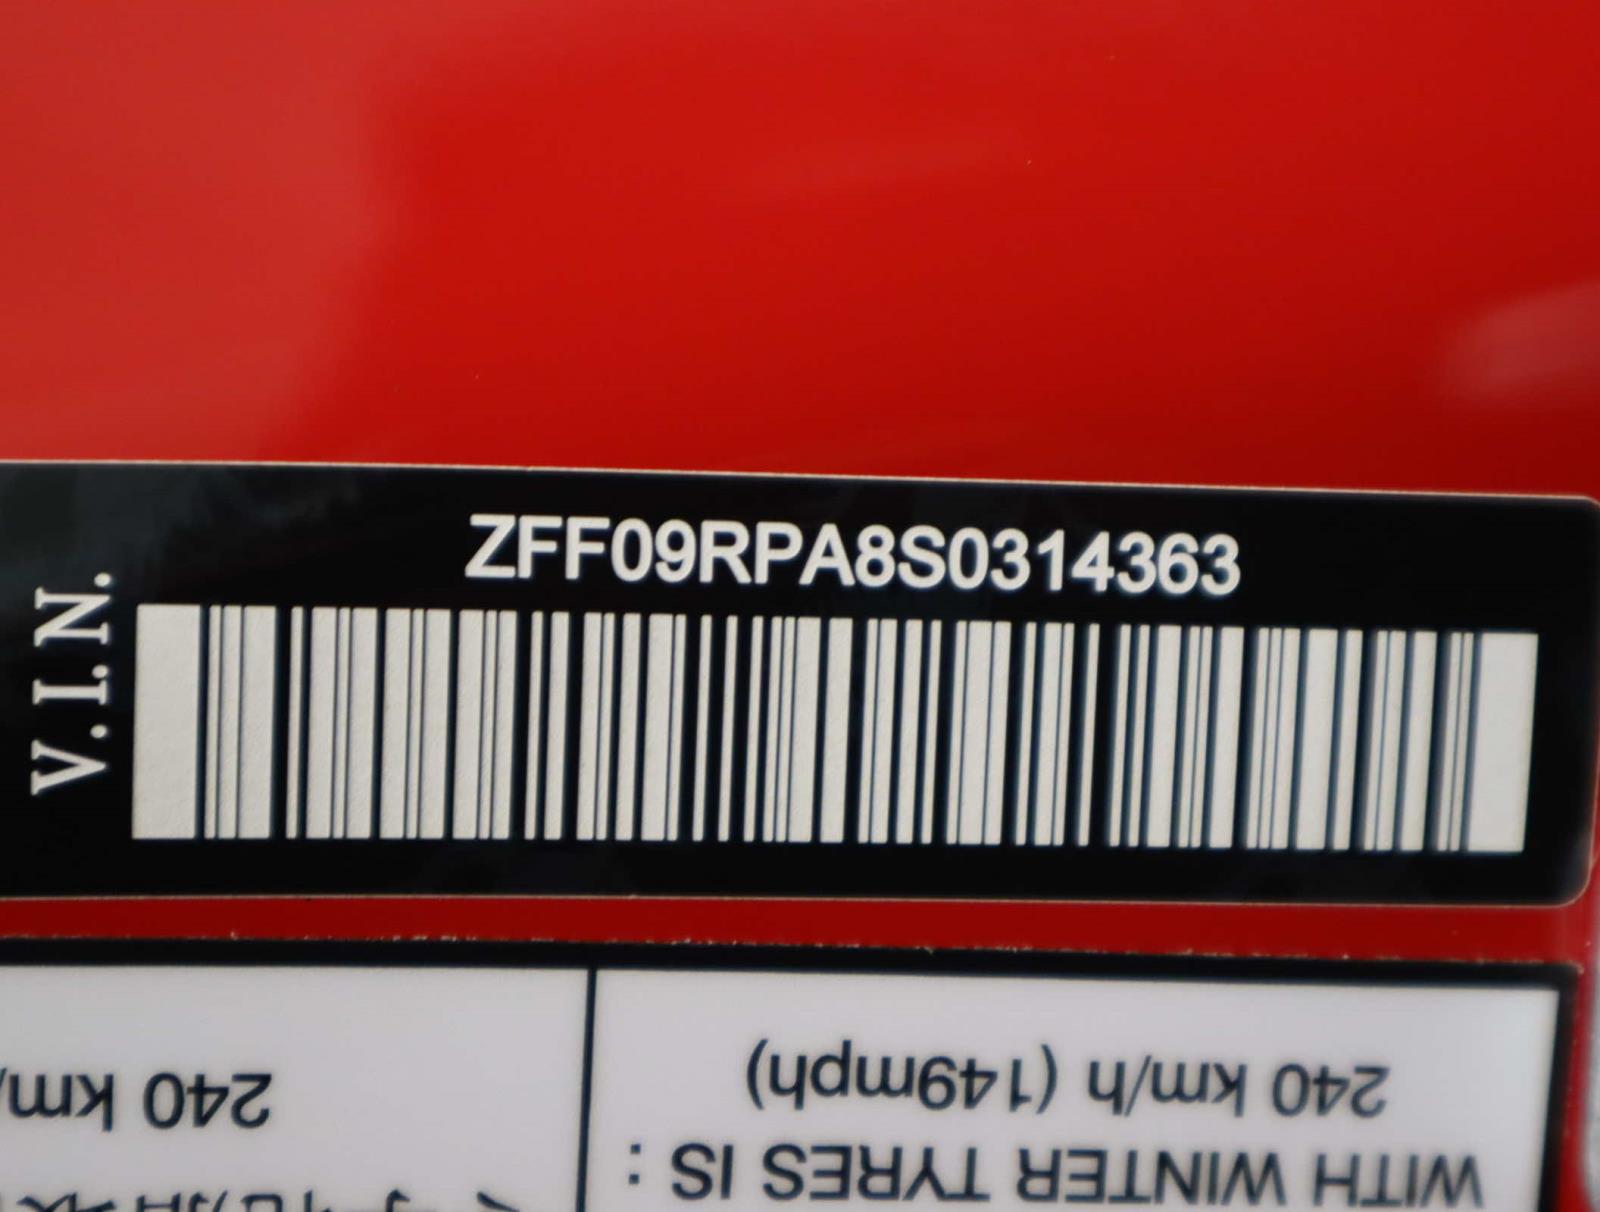 ZFF09RPA8S0314363
V.I.N.
WITH WINTER TYRES IS :
240 km/h (149mph)
240 km/